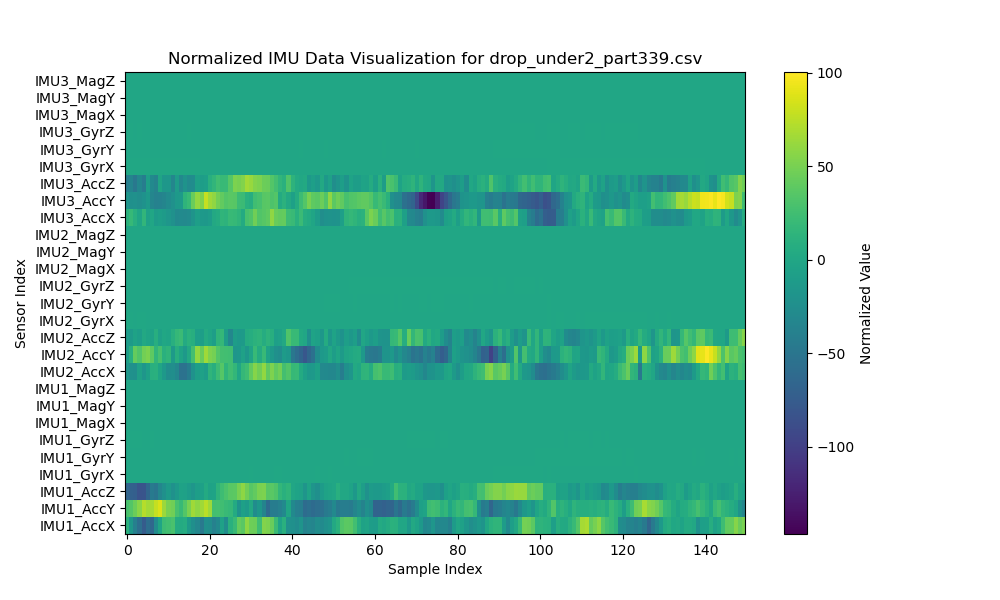 Normalized IMU Data Visualization for drop_under2_part339.csv
IMU3_MagZ
IMU3_MagY
IMU3_MagX
IMU3_GyrZ
IMU3_GyrY
IMU3_GyrX
IMU3_AccZ
IMU3_AccY
IMU3_AccX
IMU2_MagZ
IMU2_MagY
IMU2_MagX
IMU2_GyrZ
IMU2_GyrY
IMU2_GyrX
IMU2_AccZ
IMU2_AccY
IMU2_AccX
IMU1_MagZ
IMU1_MagY
IMU1_MagX
IMU1_GyrZ
IMU1_GyrY
IMU1_GyrX
IMU1_AccZ
IMU1_AccY
IMU1_AccX
Sensor Index
0 20 40 60 80 100 120 140
Sample Index
100
50
0
−50
−100
Normalized Value